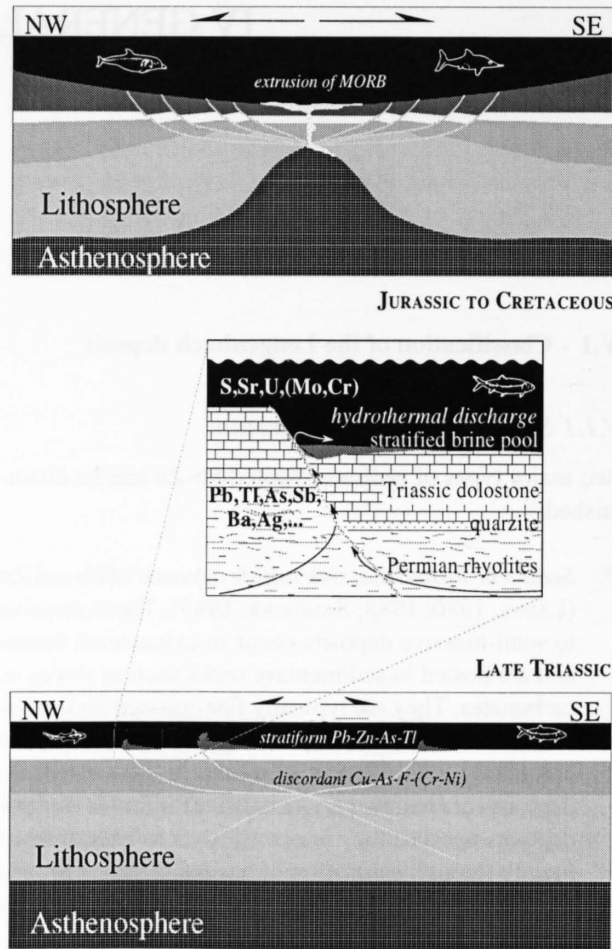 NW SE
extrusion of MORB
Lithosphere
Asthenosphere
JURASSIC TO CRETACEOUS
S,Sr,U,(Mo,Cr)
hydrothermal discharge
stratified brine pool
Pb,Tl,As,Sb,
Ba,Ag,...
Triassic dolostone
quarzite
Permian rhyolites
LATE TRIASSIC
NW SE
stratiform Pb-Zn-As-Tl
discordant Cu-As-F-(Cr-Ni)
Lithosphere
Asthenosphere